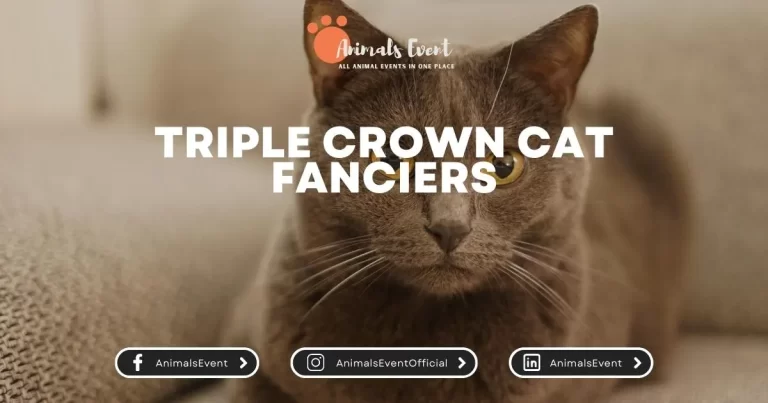 Animals Event
ALL ANIMAL EVENTS IN ONE PLACE
TRIPLE CROWN CAT
FANCIERS
AnimalsEvent
AnimalsEventOfficial
AnimalsEvent